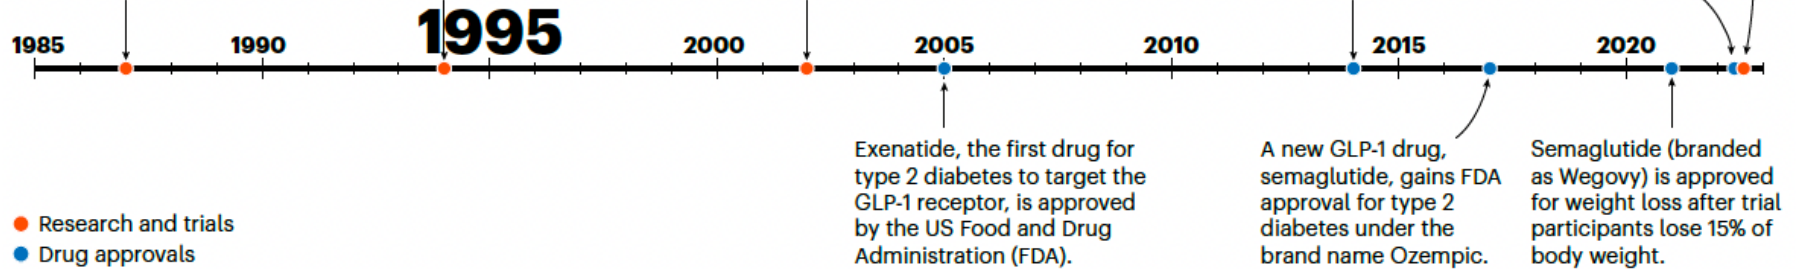 1985
1990
1995
2000
2005
2010
2015
2020
Exenatide, the first drug for
type 2 diabetes to target the
GLP-1 receptor, is approved
by the US Food and Drug
Administration (FDA).
A new GLP-1 drug,
semaglutide, gains FDA
approval for type 2
diabetes under the
brand name Ozempic.
Semaglutide (branded
as Wegovy) is approved
for weight loss after trial
participants lose 15% of
body weight.
Research and trials
Drug approvals